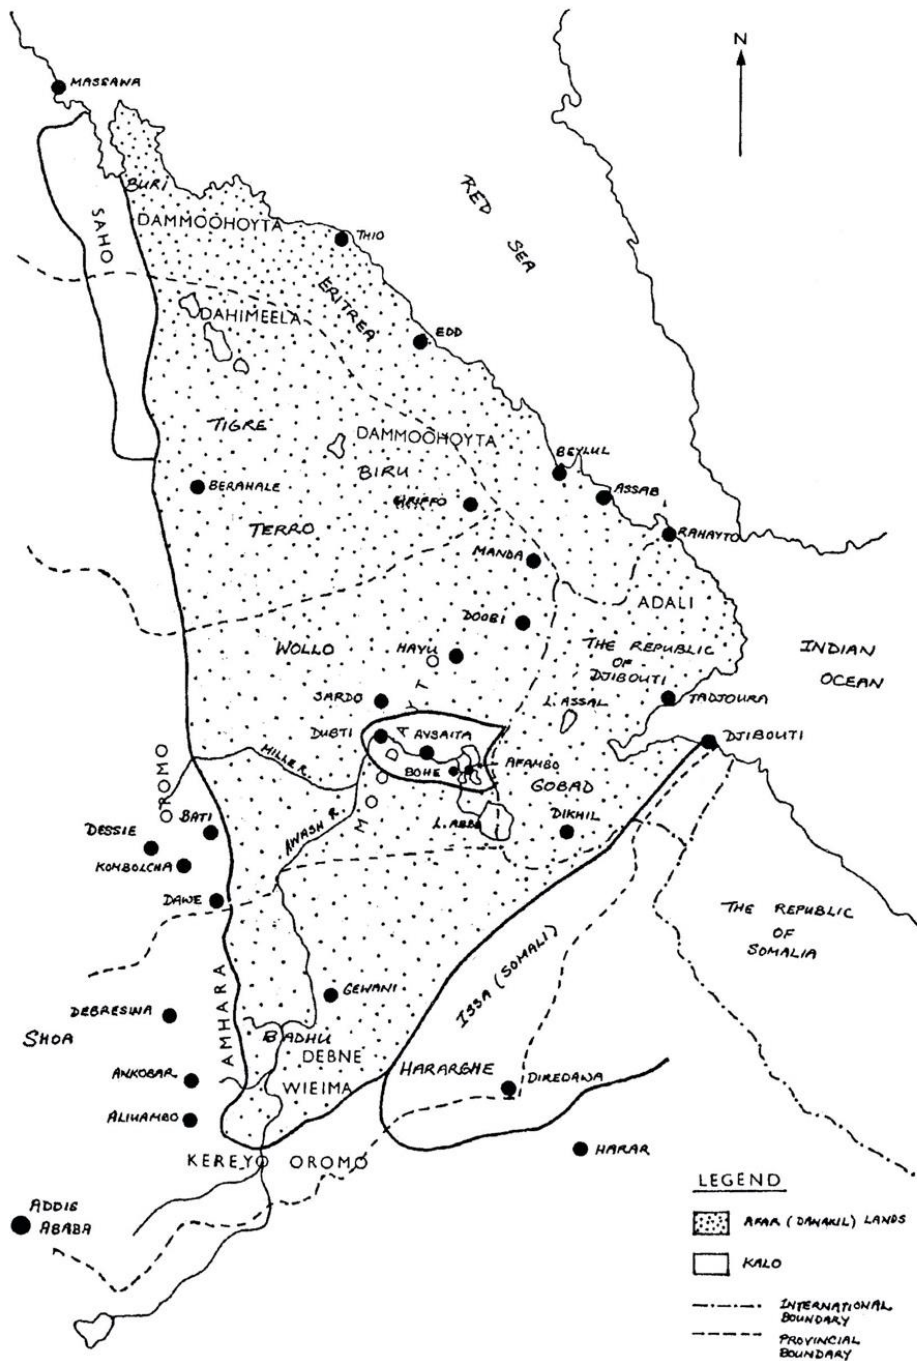 N
MASSAWA
RED
SEA
BURI
SAHO
DAMMOOHOYTA
THIO
ERITREA
DAHIMEELA
EDD
TIGRE
DAMMOOHOYTA
BEYLUL
BIRU
BERAHALE
ASSAB
TERRO
RAHAYTO
MANDA
ADALI
DOOBI
WOLLO
HAYU
THE REPUBLIC
OF
DJIBOUTI
INDIAN
OCEAN
SARDO
L. ASSAL
TADJOURA
DUBTI
AYSAITA
DJIBOUTI
MILLE R.
BOHE
AFAMBO
OROMO
GOBAD
BATI
AWASH R.
L. ABBE
DIKHIL
DESSIE
KOMBOLCHA
DAWE
THE REPUBLIC
OF
SOMALIA
ISSA (SOMALI)
AMHARA
GEWANI
DEBRESINA
SHOA
BADHU
DEBNE
WIEIMA
HARARGHE
ANKOBAR
DIREDAWA
ALIUAMBO
HARAR
KEREYO OROMO
ADDIS
ABABA
LEGEND
AFAR (DANAKIL) LANDS
KALO
INTERNATIONAL
BOUNDARY
PROVINCIAL
BOUNDARY